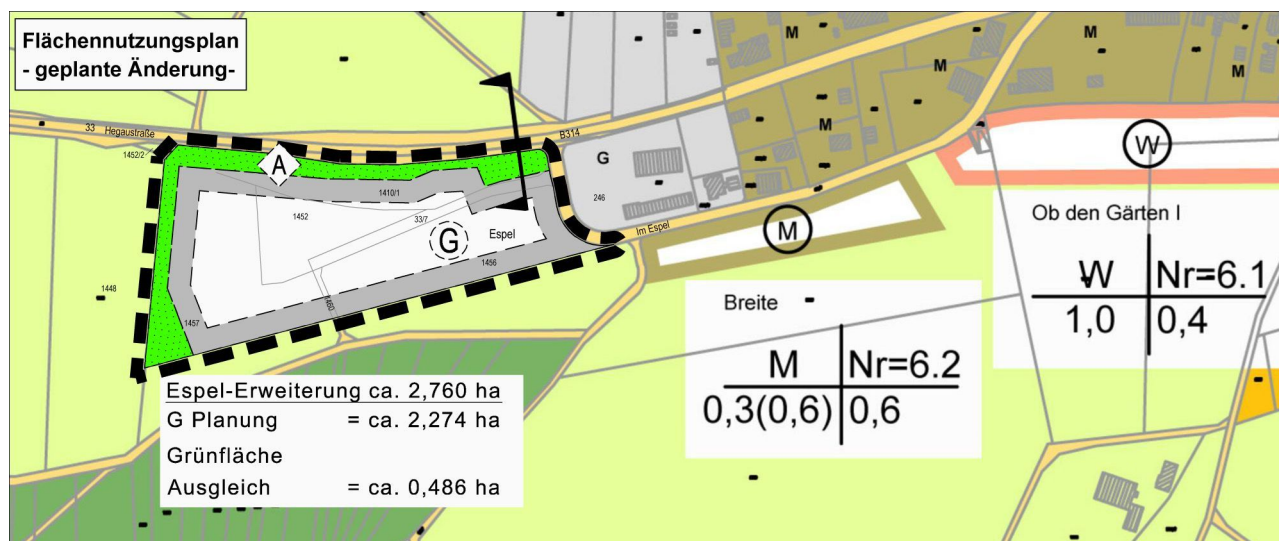 Flächennutzungsplan
- geplante Änderung-
M
M
M
M
33 Hegaustraße
B314
1452/2
A
G
W
1410/1
1452
33/7
246
Ob den Gärten I
Im Espel
G
Espel
M
1456
W Nr=6.1
1,0 0,4
1448
1460
Breite
1457
M Nr=6.2
0,3(0,6) 0,6
Espel-Erweiterung ca. 2,760 ha
G Planung = ca. 2,274 ha
Grünfläche
Ausgleich = ca. 0,486 ha